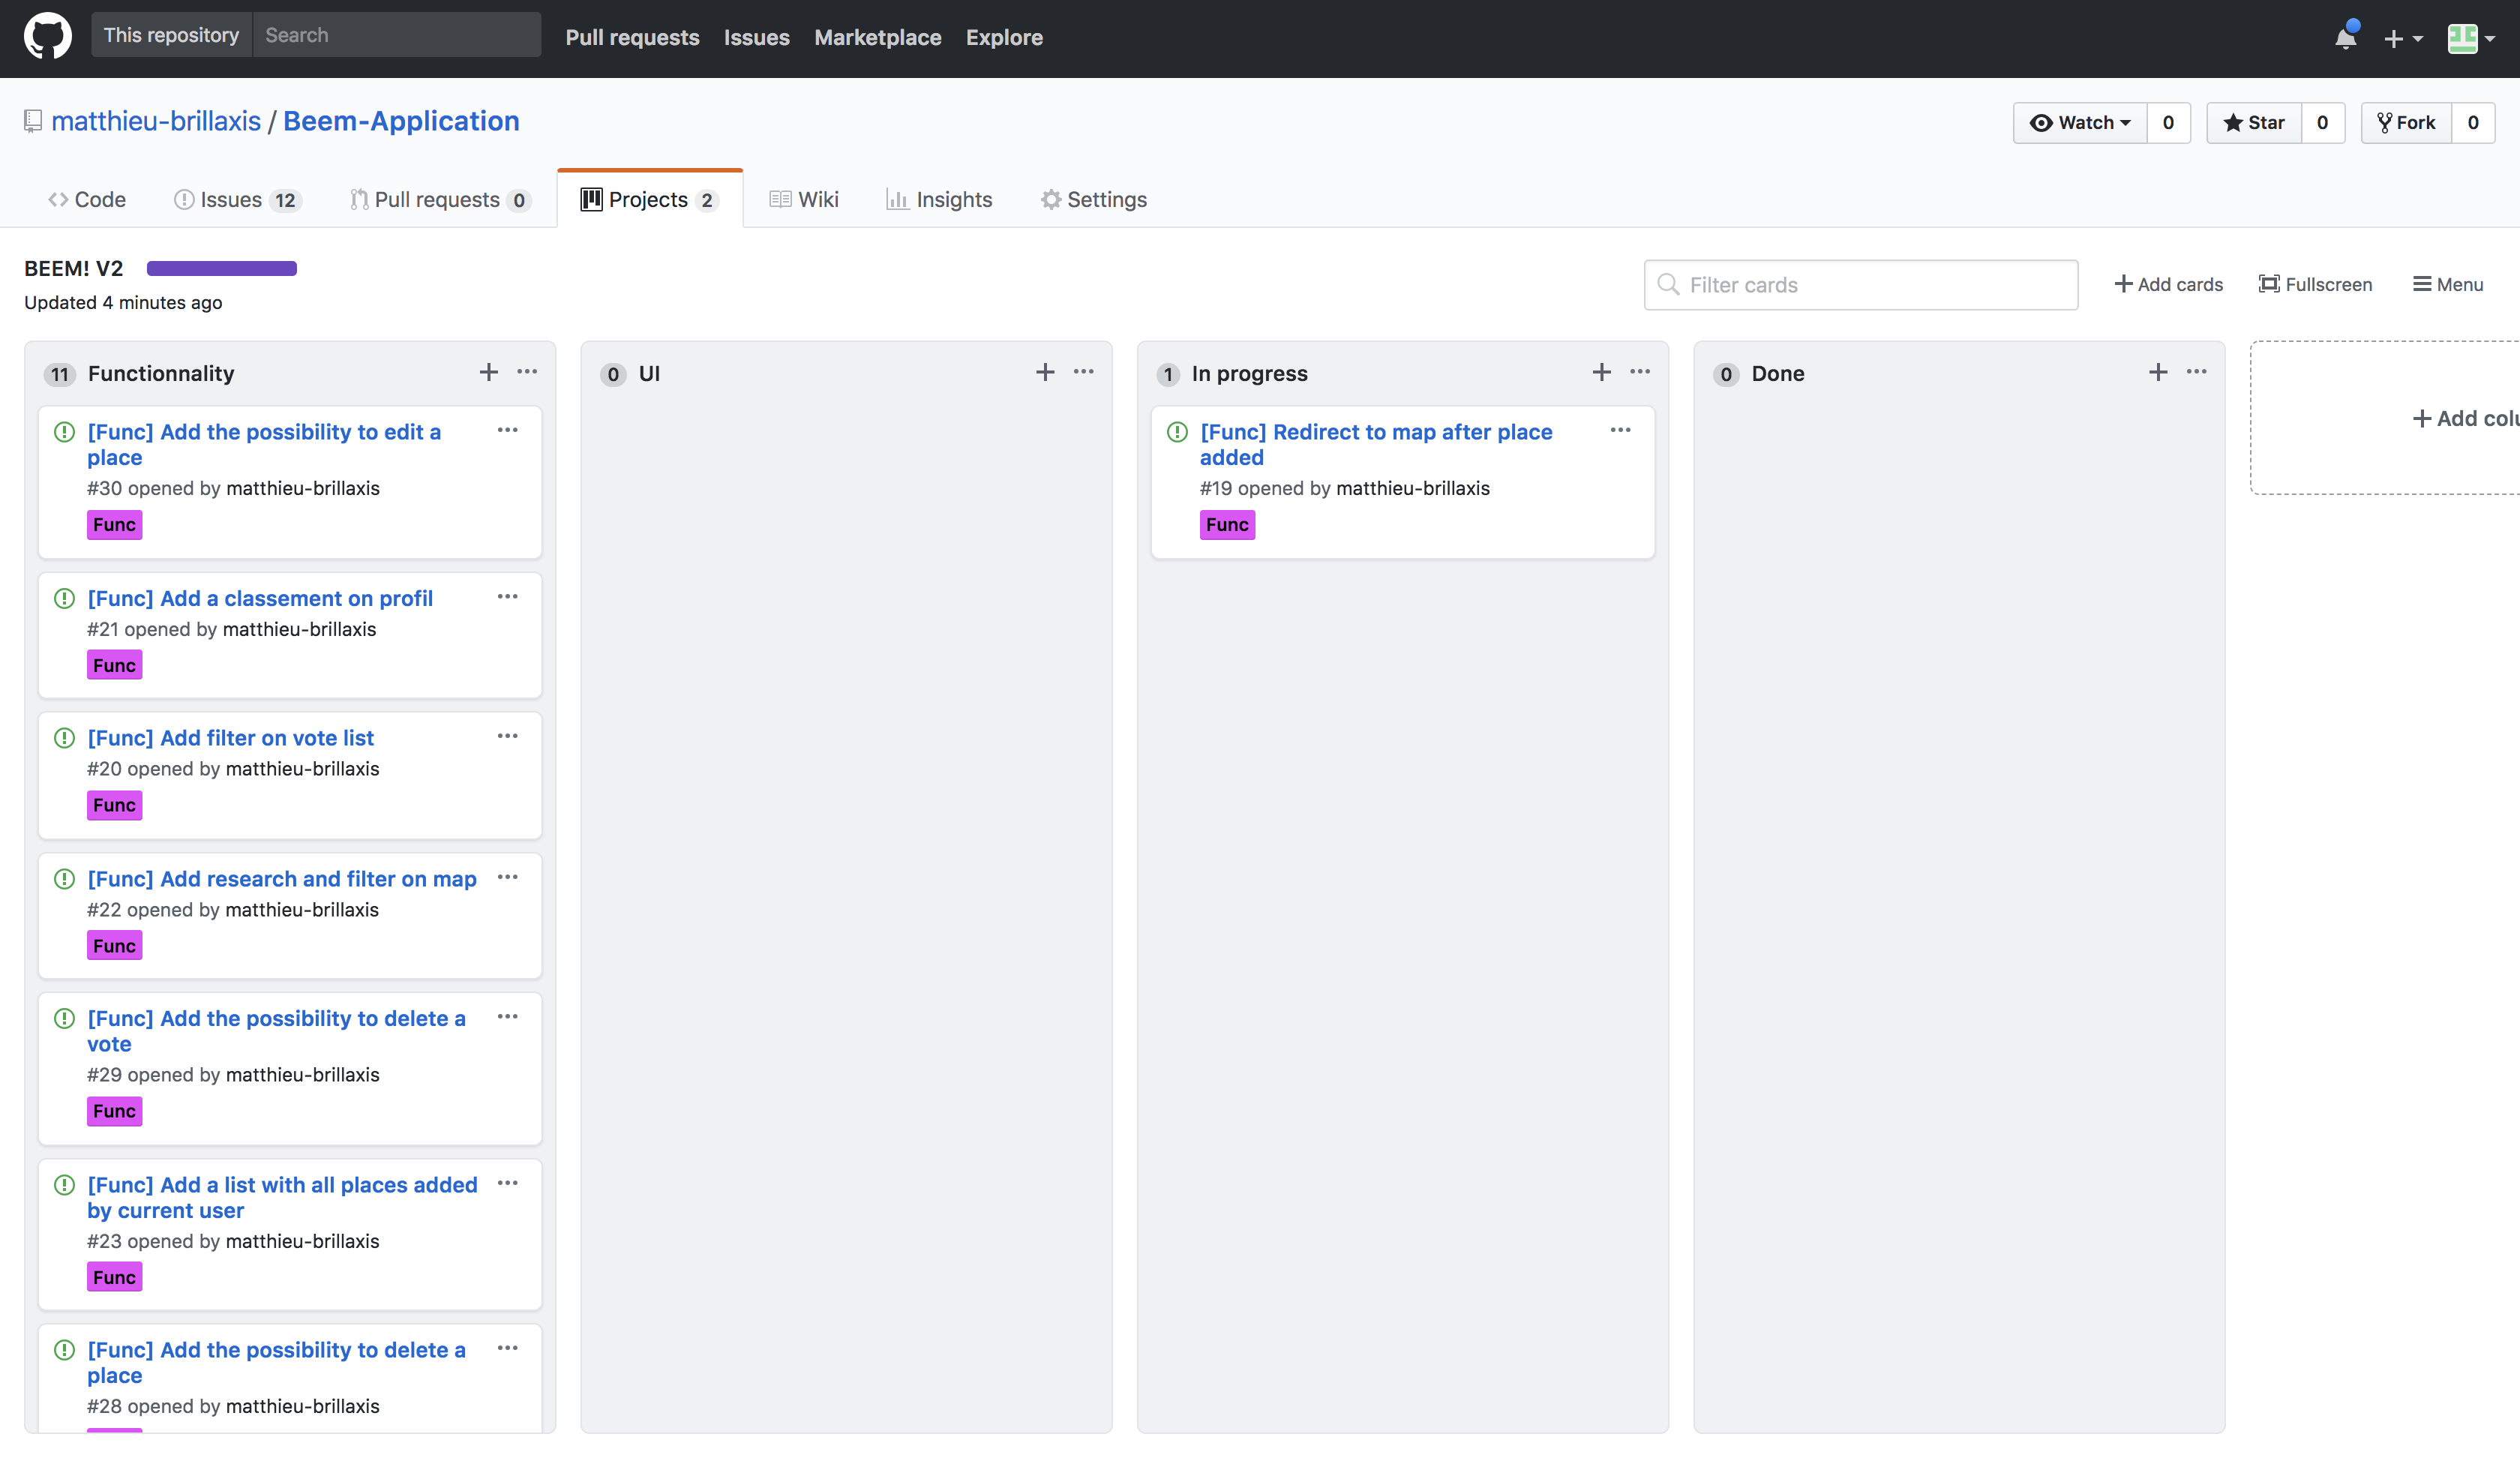 This repository Search Pull requests Issues Marketplace Explore
matthieu-brillaxis / Beem-Application
Watch 0 Star 0 Fork 0
Code Issues 12 Pull requests 0 Projects 2 Wiki Insights Settings
BEEM! V2
Updated 4 minutes ago
Filter cards Add cards Fullscreen Menu
11 Functionnality
[Func] Add the possibility to edit a
place
#30 opened by matthieu-brillaxis
Func
[Func] Add a classement on profil
#21 opened by matthieu-brillaxis
Func
[Func] Add filter on vote list
#20 opened by matthieu-brillaxis
Func
[Func] Add research and filter on map
#22 opened by matthieu-brillaxis
Func
[Func] Add the possibility to delete a
vote
#29 opened by matthieu-brillaxis
Func
[Func] Add a list with all places added
by current user
#23 opened by matthieu-brillaxis
Func
[Func] Add the possibility to delete a
place
#28 opened by matthieu-brillaxis
0 UI
1 In progress
[Func] Redirect to map after place
added
#19 opened by matthieu-brillaxis
Func
0 Done
Add colu